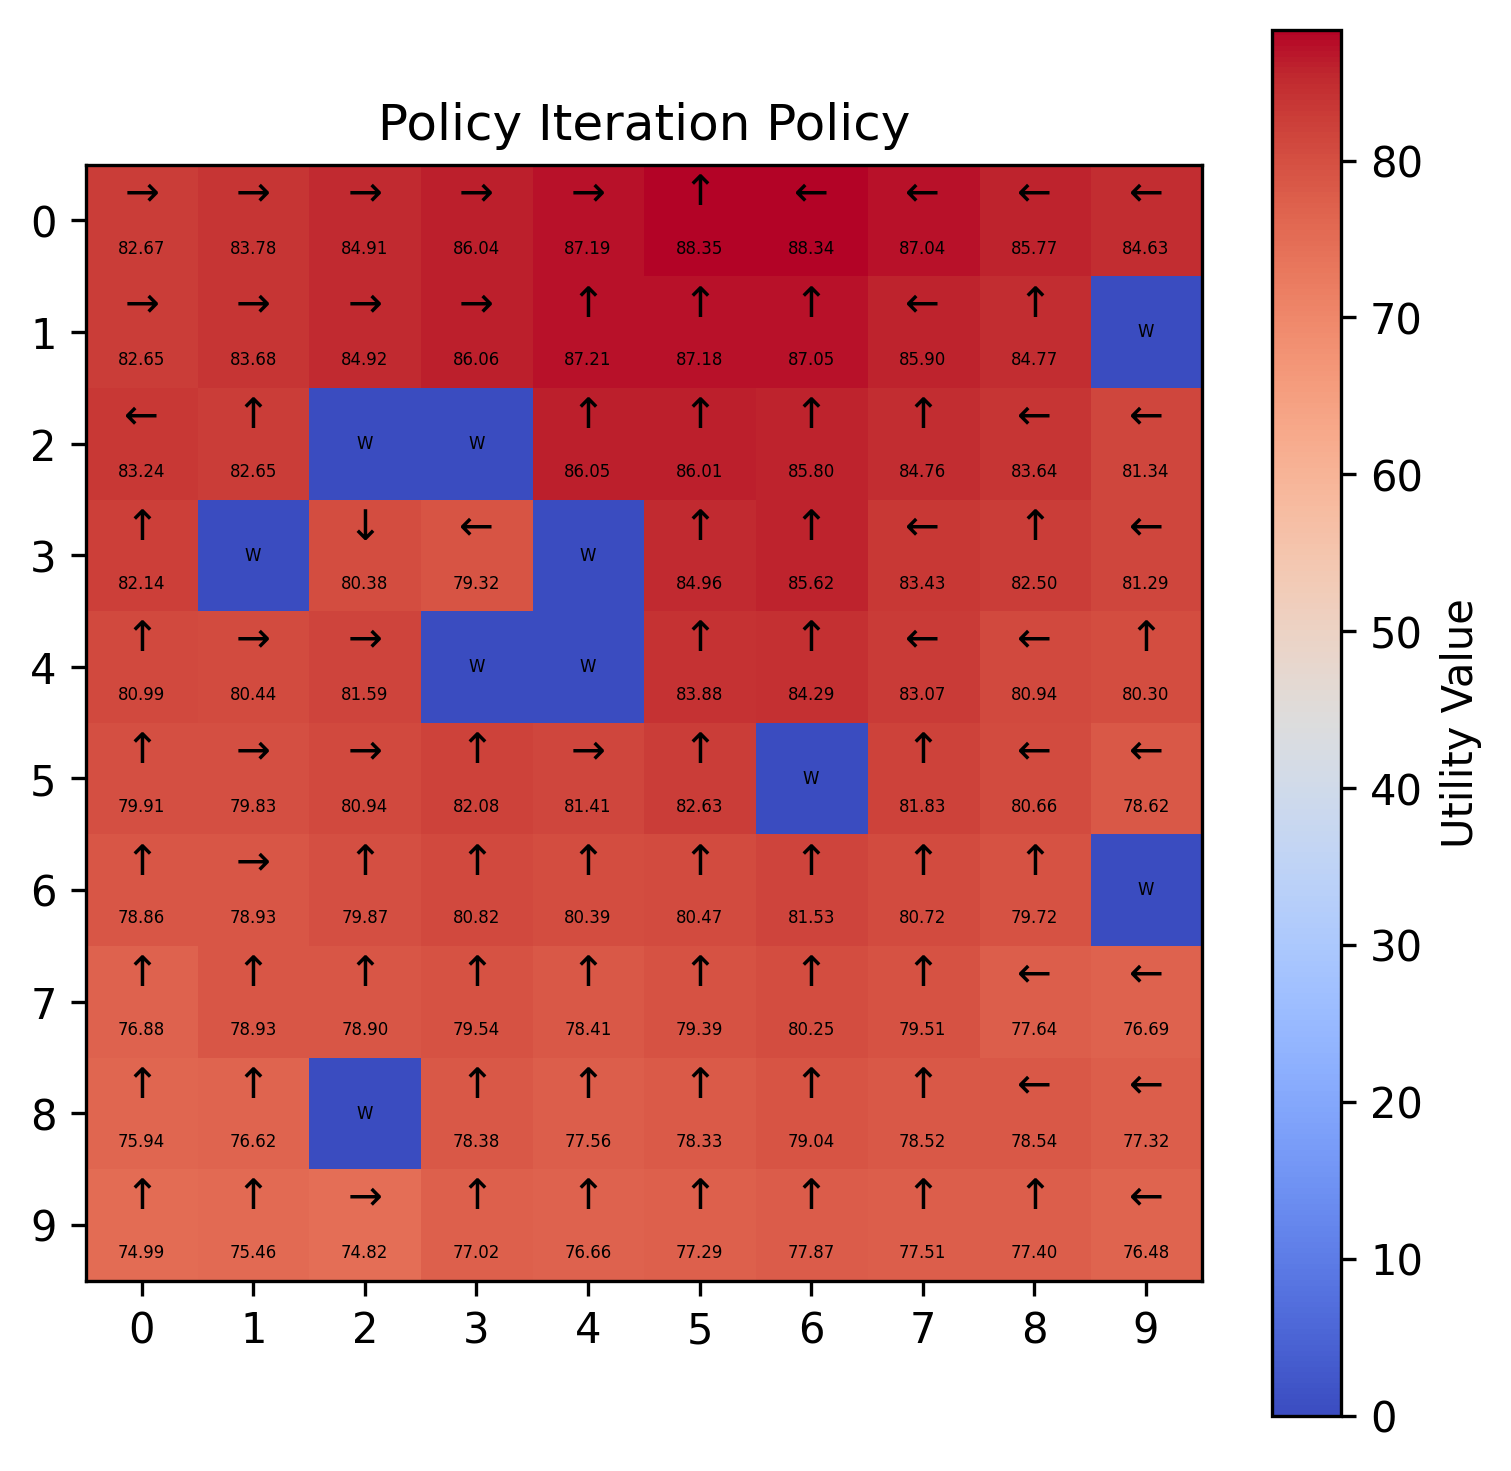 Policy Iteration Policy
→ → → → → ↑ ← ← ← ←
0 82.67 83.78 84.91 86.04 87.19 88.35 88.34 87.04 85.77 84.63
→ → → → ↑ ↑ ↑ ← ↑
1 82.65 83.68 84.92 86.06 87.21 87.18 87.05 85.90 84.77 W
← ↑ ↑ ↑ ↑ ↑ ← ←
2 83.24 82.65 W W 86.05 86.01 85.80 84.76 83.64 81.34
↑ ↓ ← ↑ ↑ ← ↑ ←
3 82.14 W 80.38 79.32 W 84.96 85.62 83.43 82.50 81.29
↑ → → ↑ ↑ ← ← ↑
4 80.99 80.44 81.59 W W 83.88 84.29 83.07 80.94 80.30
↑ → → ↑ → ↑ ↑ ← ←
5 79.91 79.83 80.94 82.08 81.41 82.63 W 81.83 80.66 78.62
↑ → ↑ ↑ ↑ ↑ ↑ ↑ ↑
6 78.86 78.93 79.87 80.82 80.39 80.47 81.53 80.72 79.72 W
↑ ↑ ↑ ↑ ↑ ↑ ↑ ↑ ← ←
7 76.88 78.93 78.90 79.54 78.41 79.39 80.25 79.51 77.64 76.69
↑ ↑ ↑ ↑ ↑ ↑ ↑ ← ←
8 75.94 76.62 W 78.38 77.56 78.33 79.04 78.52 78.54 77.32
↑ ↑ → ↑ ↑ ↑ ↑ ↑ ↑ ←
9 74.99 75.46 74.82 77.02 76.66 77.29 77.87 77.51 77.40 76.48
0 1 2 3 4 5 6 7 8 9
80
70
60
50
40
30
20
10
0
Utility Value